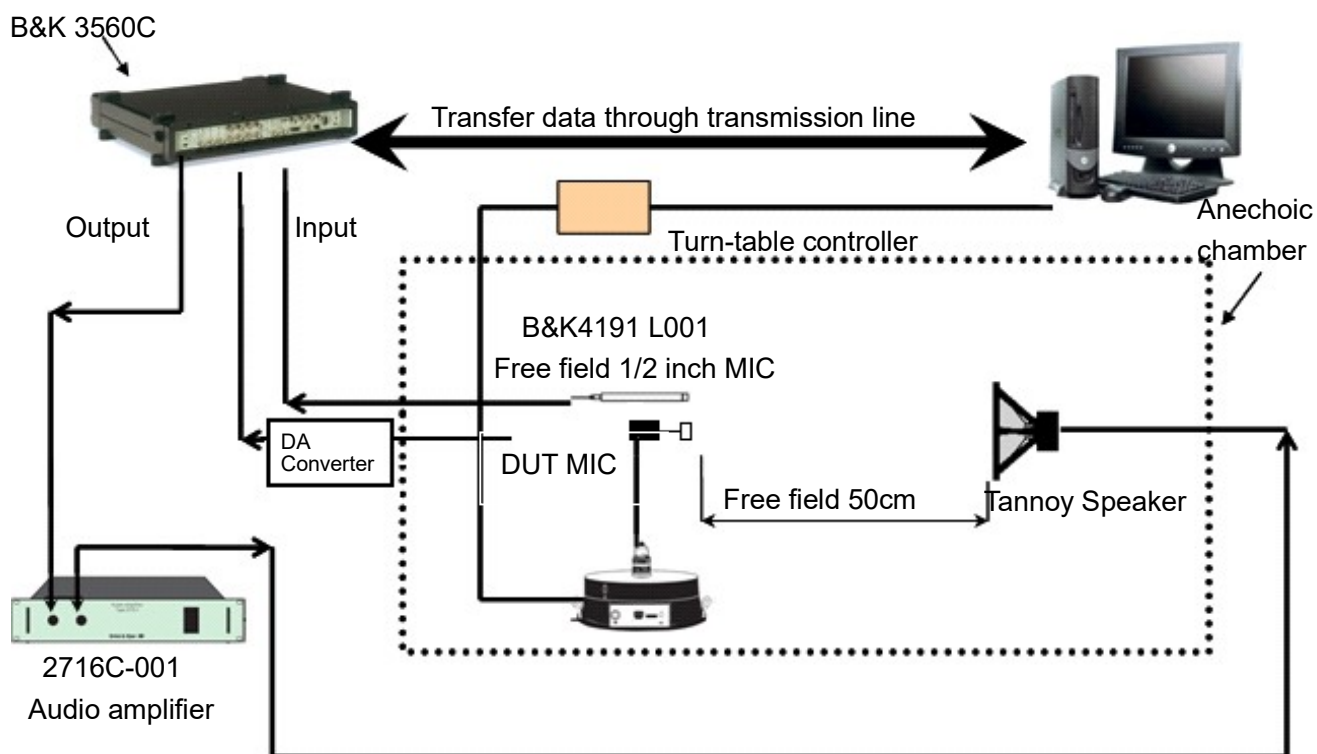 B&K 3560C
Transfer data through transmission line
Output
Input
Turn-table controller
Anechoic
chamber
B&K4191 L001
Free field 1/2 inch MIC
DA
Converter
DUT MIC
Free field 50cm
Tannoy Speaker
2716C-001
Audio amplifier